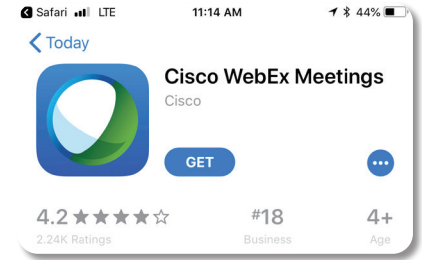 Safari LTE 11:14 AM 44%
Today
Cisco WebEx Meetings
Cisco
GET
4.2 #18 4+
2.24K Ratings Business Age